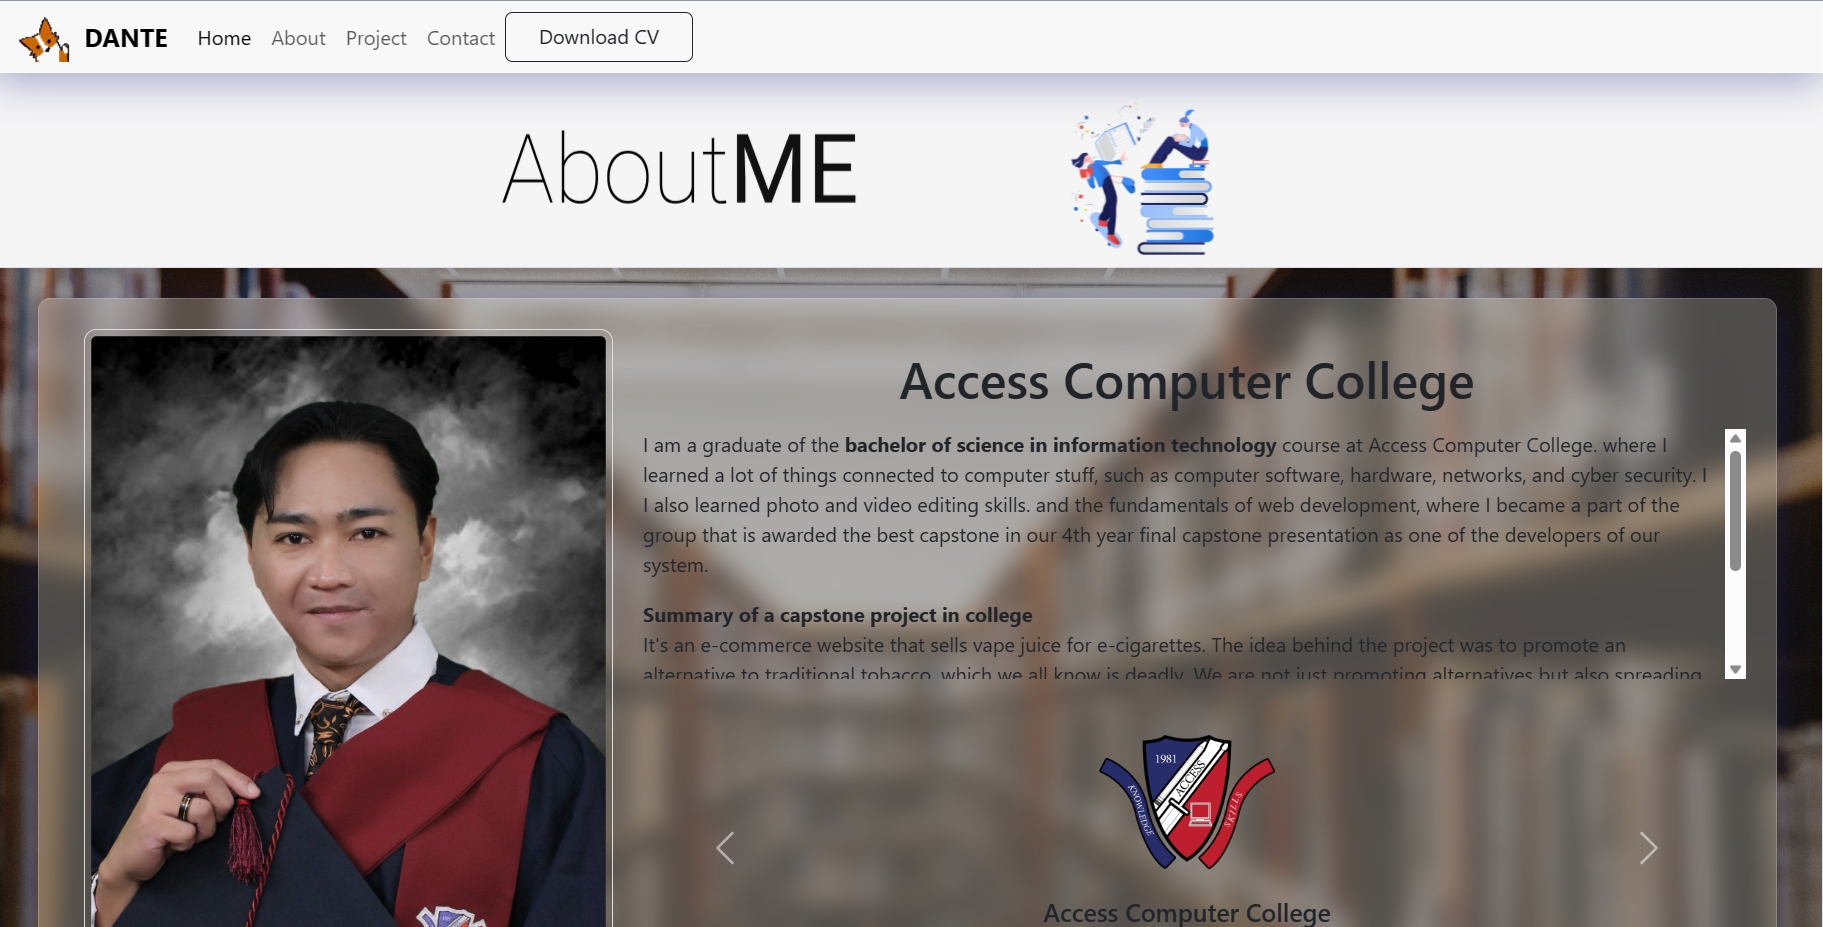 DANTE Home About Project Contact Download CV
AboutME
Access Computer College
I am a graduate of the bachelor of science in information technology course at Access Computer College. where I
learned a lot of things connected to computer stuff, such as computer software, hardware, networks, and cyber security. I
I also learned photo and video editing skills. and the fundamentals of web development, where I became a part of the
group that is awarded the best capstone in our 4th year final capstone presentation as one of the developers of our
system.
Summary of a capstone project in college
It's an e-commerce website that sells vape juice for e-cigarettes. The idea behind the project was to promote an
alternative to traditional tobacco, which we all know is deadly. We are not just promoting alternatives but also spreading
1981
ACCESS
KNOWLEDGE
SKILLS
Access Computer College